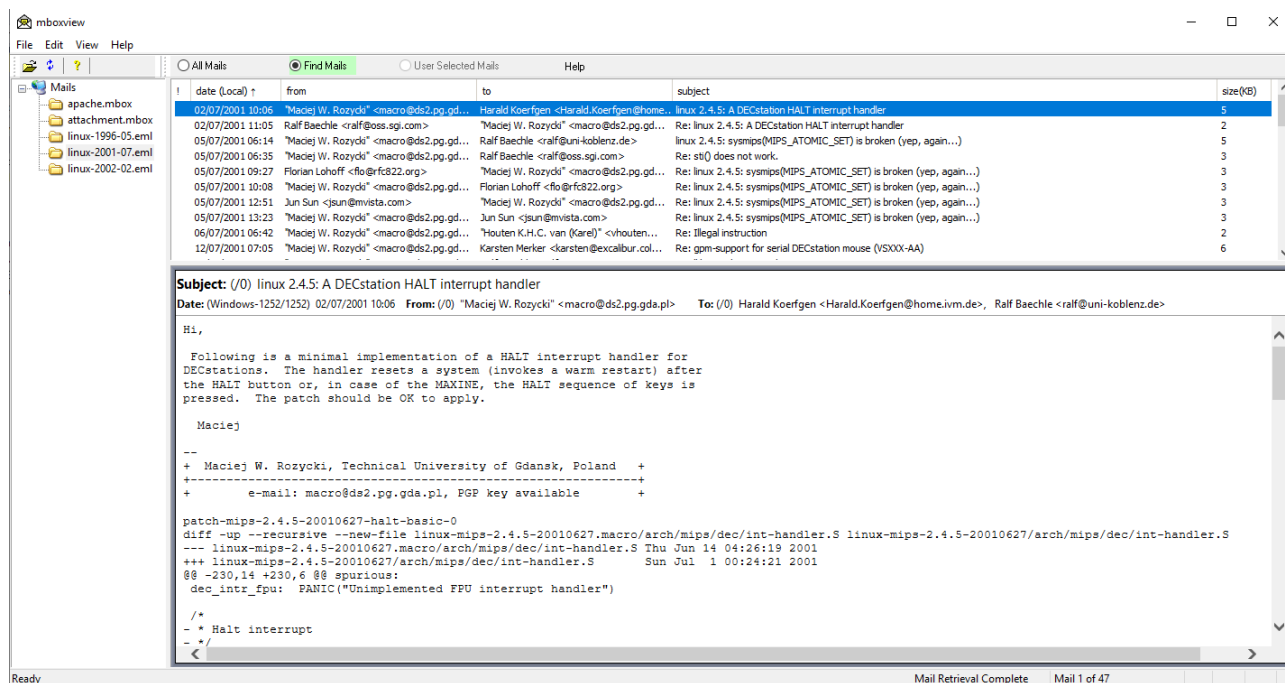 mboxview
File Edit View Help
All Mails Find Mails User Selected Mails Help
Mails
apache.mbox
attachment.mbox
linux-1996-05.eml
linux-2001-07.eml
linux-2002-02.eml
! date (Local) ↑ from to subject size(KB)
02/07/2001 10:06 "Maciej W. Rozycki" <macro@ds2.pg.gd... Harald Koerfgen <Harald.Koerfgen@home... linux 2.4.5: A DECstation HALT interrupt handler 5
02/07/2001 11:05 Ralf Baechle <ralf@oss.sgi.com> "Maciej W. Rozycki" <macro@ds2.pg.gd... Re: linux 2.4.5: A DECstation HALT interrupt handler 2
05/07/2001 06:14 "Maciej W. Rozycki" <macro@ds2.pg.gd... Ralf Baechle <ralf@uni-koblenz.de> linux 2.4.5: sysmips(MIPS_ATOMIC_SET) is broken (yep, again...) 5
05/07/2001 06:35 "Maciej W. Rozycki" <macro@ds2.pg.gd... Ralf Baechle <ralf@oss.sgi.com> Re: sti() does not work. 3
05/07/2001 09:27 Florian Lohoff <flo@rfc822.org> "Maciej W. Rozycki" <macro@ds2.pg.gd... Re: linux 2.4.5: sysmips(MIPS_ATOMIC_SET) is broken (yep, again...) 3
05/07/2001 10:08 "Maciej W. Rozycki" <macro@ds2.pg.gd... Florian Lohoff <flo@rfc822.org> Re: linux 2.4.5: sysmips(MIPS_ATOMIC_SET) is broken (yep, again...) 3
05/07/2001 12:51 Jun Sun <jsun@mvista.com> "Maciej W. Rozycki" <macro@ds2.pg.gd... Re: linux 2.4.5: sysmips(MIPS_ATOMIC_SET) is broken (yep, again...) 3
05/07/2001 13:23 "Maciej W. Rozycki" <macro@ds2.pg.gd... Jun Sun <jsun@mvista.com> Re: linux 2.4.5: sysmips(MIPS_ATOMIC_SET) is broken (yep, again...) 3
06/07/2001 06:42 "Maciej W. Rozycki" <macro@ds2.pg.gd... "Houten K.H.C. van (Karel)" <vhouten... Re: Illegal instruction 2
12/07/2001 07:05 "Maciej W. Rozycki" <macro@ds2.pg.gd... Karsten Merker <karsten@excalibur.col... Re: gpm-support for serial DECstation mouse (VSXXX-AA) 6
Subject: (/0) linux 2.4.5: A DECstation HALT interrupt handler
Date: (Windows-1252/1252) 02/07/2001 10:06 From: (/0) "Maciej W. Rozycki" <macro@ds2.pg.gda.pl> To: (/0) Harald Koerfgen <Harald.Koerfgen@home.ivm.de>, Ralf Baechle <ralf@uni-koblenz.de>
Hi,
Following is a minimal implementation of a HALT interrupt handler for
DECstations. The handler resets a system (invokes a warm restart) after
the HALT button or, in case of the MAXINE, the HALT sequence of keys is
pressed. The patch should be OK to apply.
Maciej
--
+ Maciej W. Rozycki, Technical University of Gdansk, Poland +
+--------------------------------------------------------------+
+ e-mail: macro@ds2.pg.gda.pl, PGP key available +
patch-mips-2.4.5-20010627-halt-basic-0
diff -up --recursive --new-file linux-mips-2.4.5-20010627.macro/arch/mips/dec/int-handler.S linux-mips-2.4.5-20010627/arch/mips/dec/int-handler.S
--- linux-mips-2.4.5-20010627.macro/arch/mips/dec/int-handler.S Thu Jun 14 04:26:19 2001
+++ linux-mips-2.4.5-20010627/arch/mips/dec/int-handler.S Sun Jul 1 00:24:21 2001
@@ -230,14 +230,6 @@ spurious:
dec_intr_fpu: PANIC("Unimplemented FPU interrupt handler")
/*
- * Halt interrupt
- */
Ready Mail Retrieval Complete Mail 1 of 47